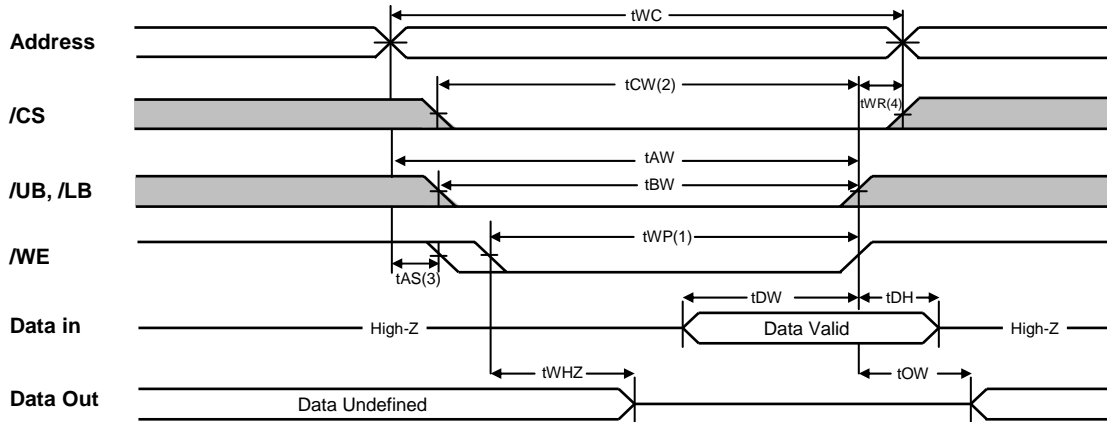 tWC
Address
tCW(2)
/CS
tWR(4)
tAW
/UB, /LB
tBW
/WE
tWP(1)
tAS(3)
tDW
tDH
Data in
High-Z
Data Valid
High-Z
tWHZ
tOW
Data Out
Data Undefined